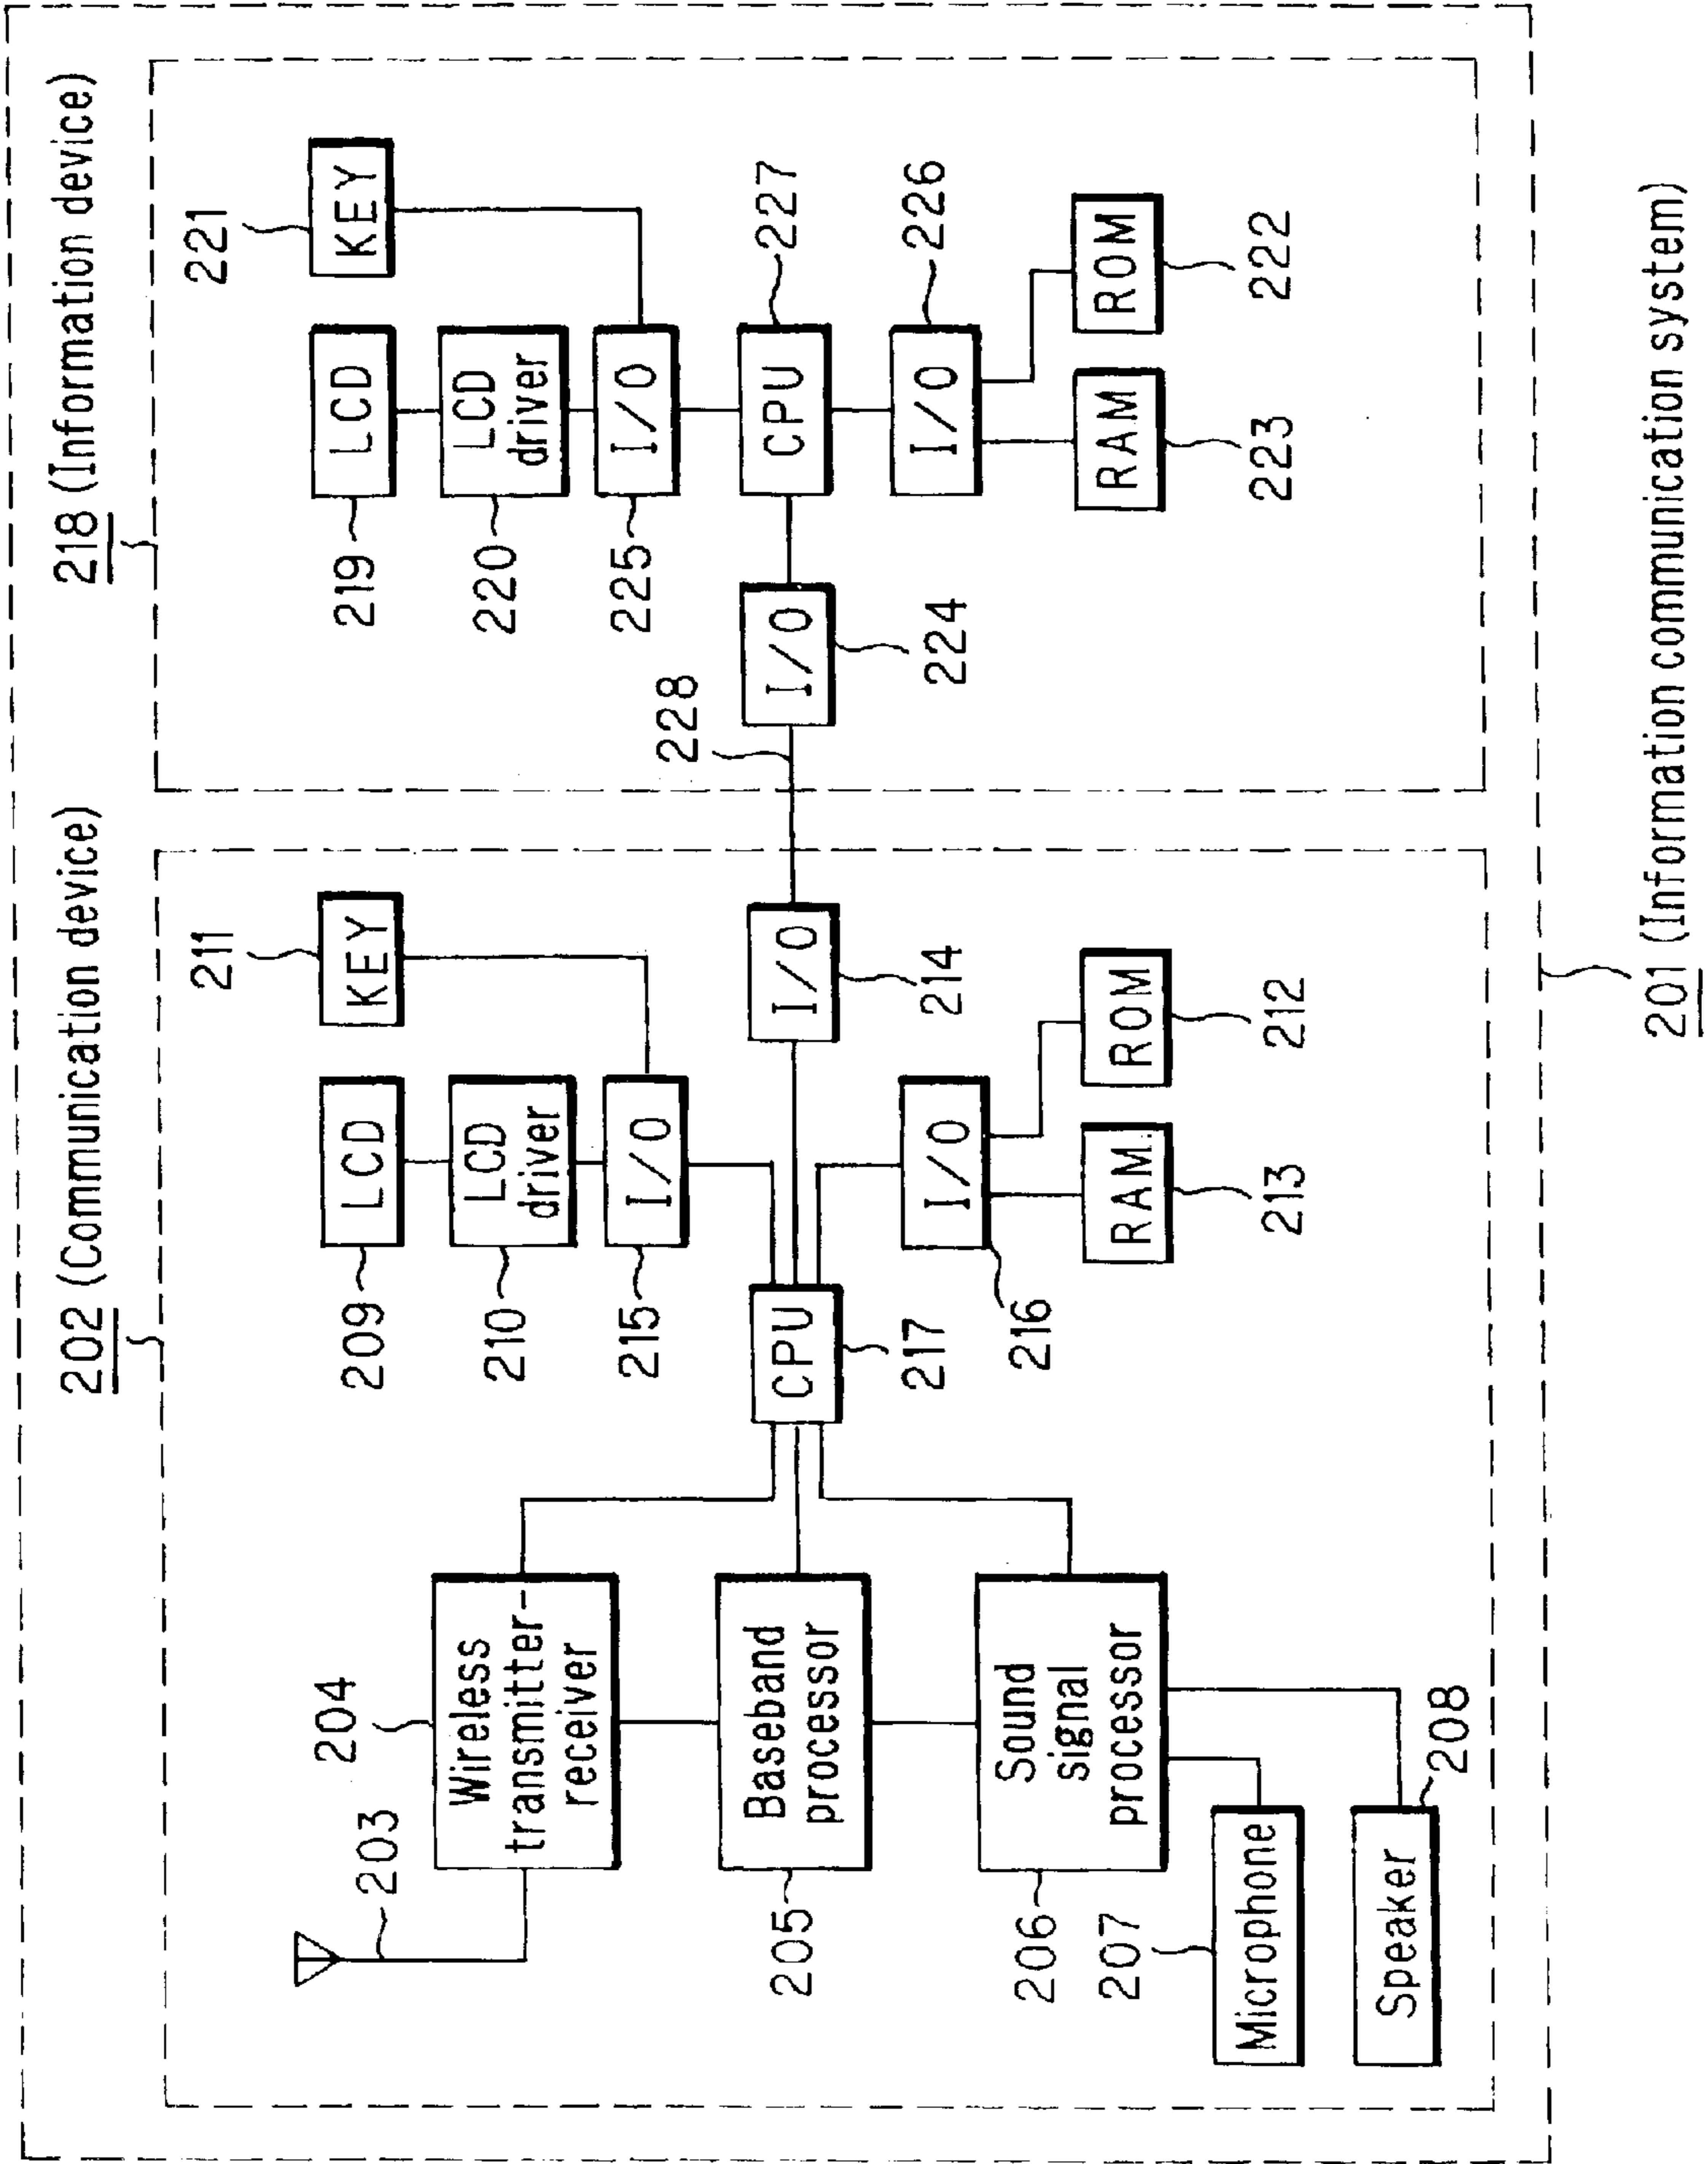 202 (Communication device)
203
204
Wireless
transmitter-
receiver
205
Baseband
processor
206
Sound
signal
processor
207
Microphone
208
Speaker
209
LCD
210
LCD
driver
211
KEY
215
I/O
217
CPU
214
I/O
216
I/O
213
RAM
212
ROM
218 (Information device)
219
LCD
220
LCD
driver
221
KEY
225
I/O
228
224
I/O
227
CPU
226
I/O
223
RAM
222
ROM
201 (Information communication system)